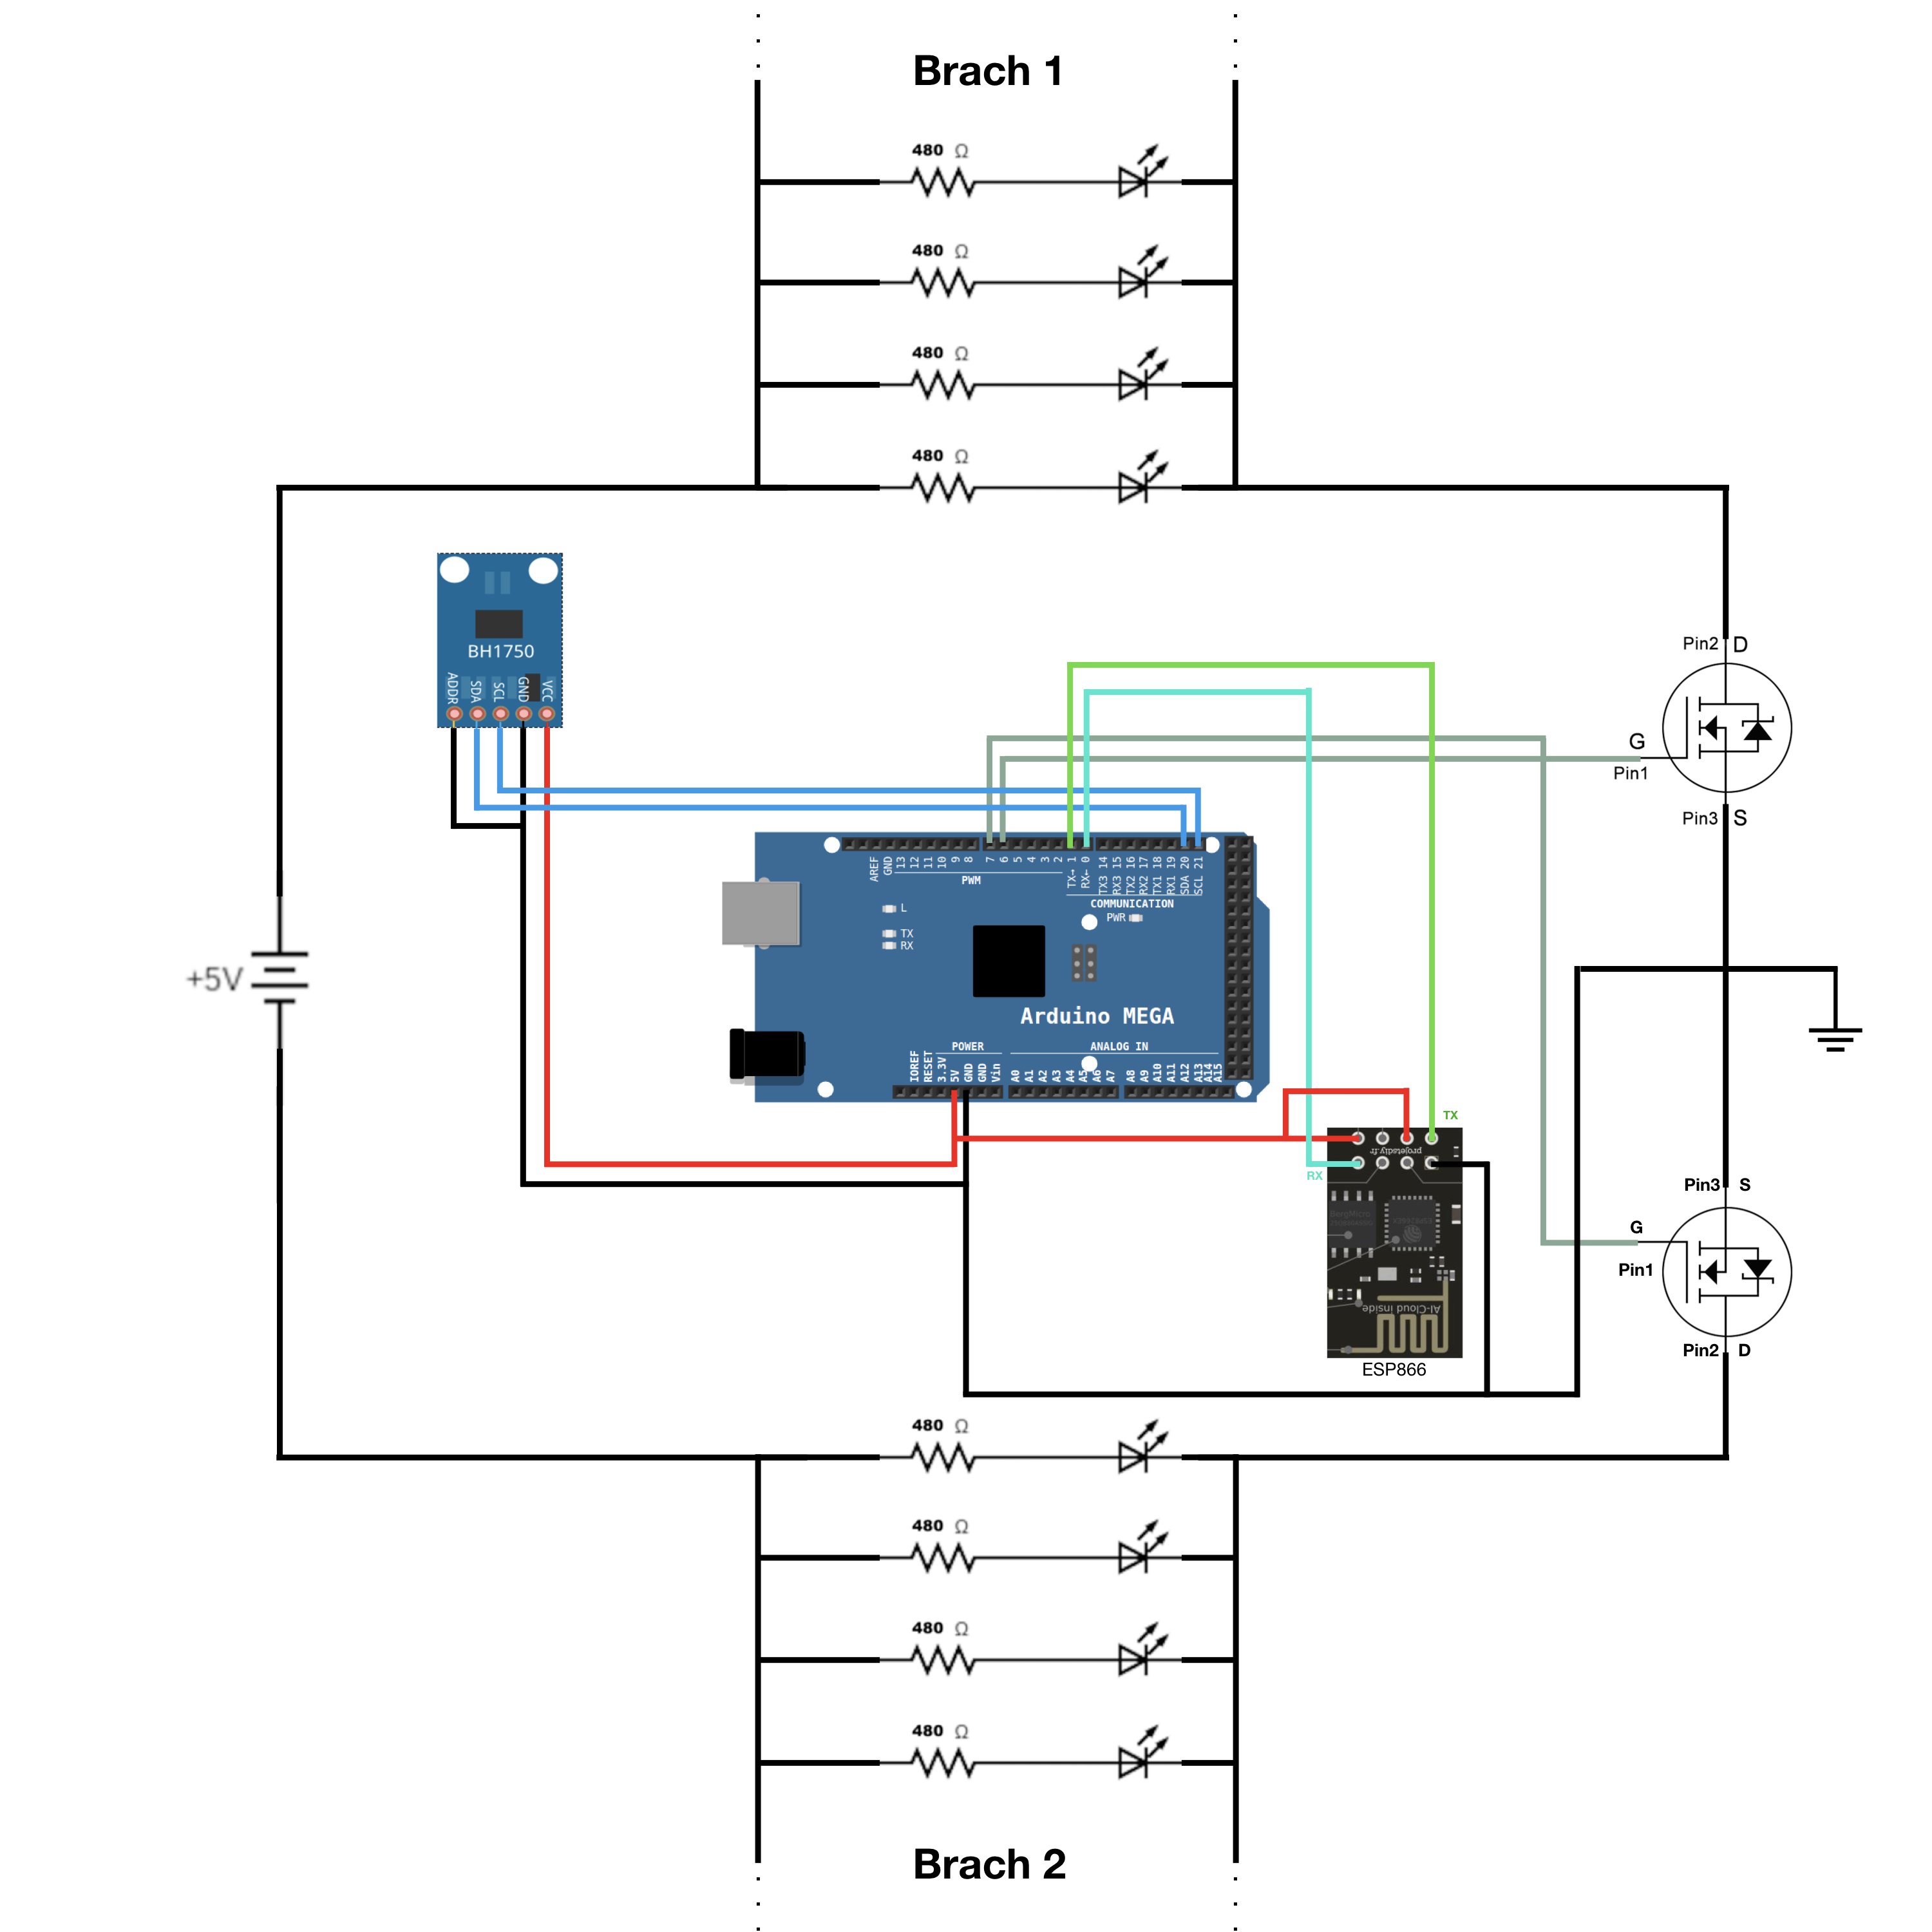 Brach 1
480 Ω
480 Ω
480 Ω
480 Ω
BH1750
ADDR
SDA
SCL
GND
VCC
Pin2 D
G
Pin1
Pin3 S
AREF
GND
13
12
11
10
9
8
7
6
5
4
3
2
TX→ 1
RX← 0
TX3 14
RX3 15
TX2 16
RX2 17
TX1 18
RX1 19
SDA 20
SCL 21
PWM
COMMUNICATION
L
PWR
TX
RX
+5V
Arduino MEGA
POWER
ANALOG IN
IOREF
RESET
3.3V
5V
GND
GND
Vin
A0
A1
A2
A3
A4
A5
A6
A7
A8
A9
A10
A11
A12
A13
A14
A15
TX
projetsdiy.fr
RX
AI-Cloud inside
ESP866
Pin3 S
G
Pin1
Pin2 D
480 Ω
480 Ω
480 Ω
480 Ω
Brach 2